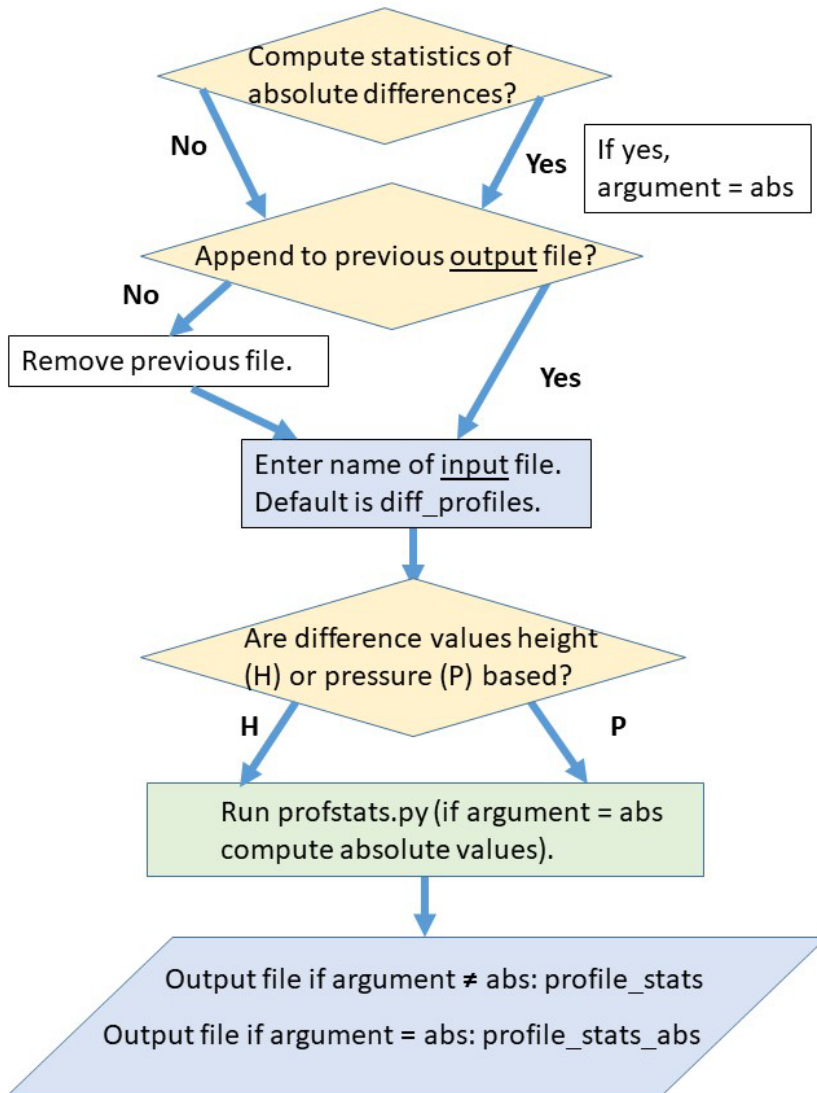 Compute statistics of
absolute differences?
No
Yes
If yes,
argument = abs
Append to previous output file?
No
Remove previous file.
Yes
Enter name of input file.
Default is diff_profiles.
Are difference values height
(H) or pressure (P) based?
H
P
Run profstats.py (if argument = abs
compute absolute values).
Output file if argument ≠ abs: profile_stats
Output file if argument = abs: profile_stats_abs